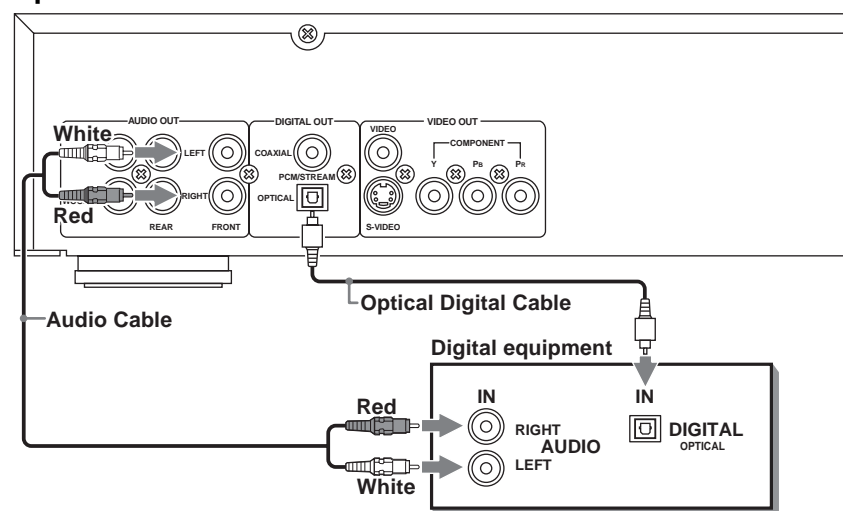 AUDIO OUT
DIGITAL OUT
VIDEO OUT
White
LEFT
COAXIAL
VIDEO
COMPONENT
Y
PB
PR
PCM/STREAM
RIGHT
OPTICAL
Red
REAR
FRONT
S-VIDEO
Optical Digital Cable
Audio Cable
Digital equipment
IN
IN
Red
RIGHT
AUDIO
LEFT
DIGITAL
OPTICAL
White